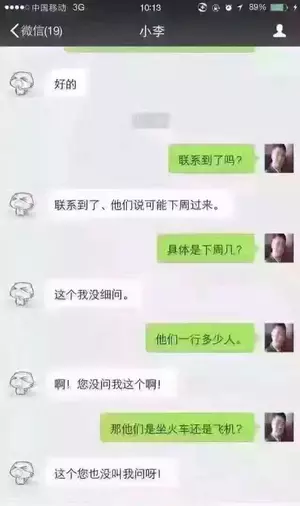 中国移动 3G 10:13 89%
微信(19) 小李
好的
联系到了吗?
联系到了、他们说可能下周过来。
具体是下周几?
这个我没细问。
他们一行多少人。
啊!您没问我这个啊!
那他们是坐火车还是飞机?
这个您也没叫我问呀!